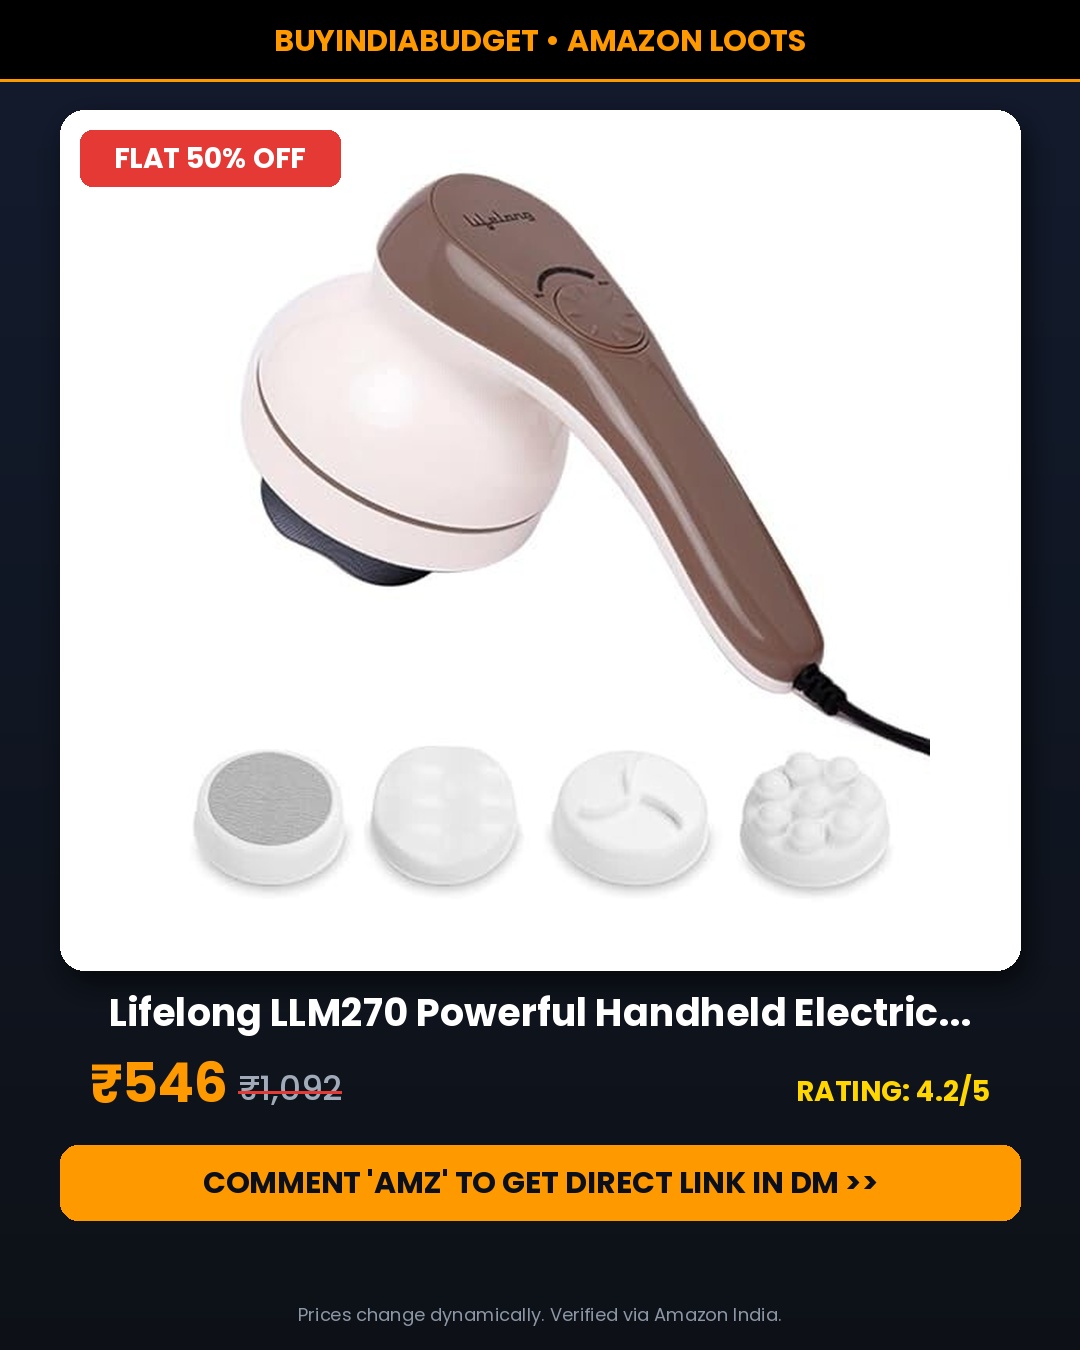 BUYINDIABUDGET • AMAZON LOOTS
FLAT 50% OFF
lifelong
Lifelong LLM270 Powerful Handheld Electric...
₹546 ₹1,092
RATING: 4.2/5
COMMENT 'AMZ' TO GET DIRECT LINK IN DM >>
Prices change dynamically. Verified via Amazon India.